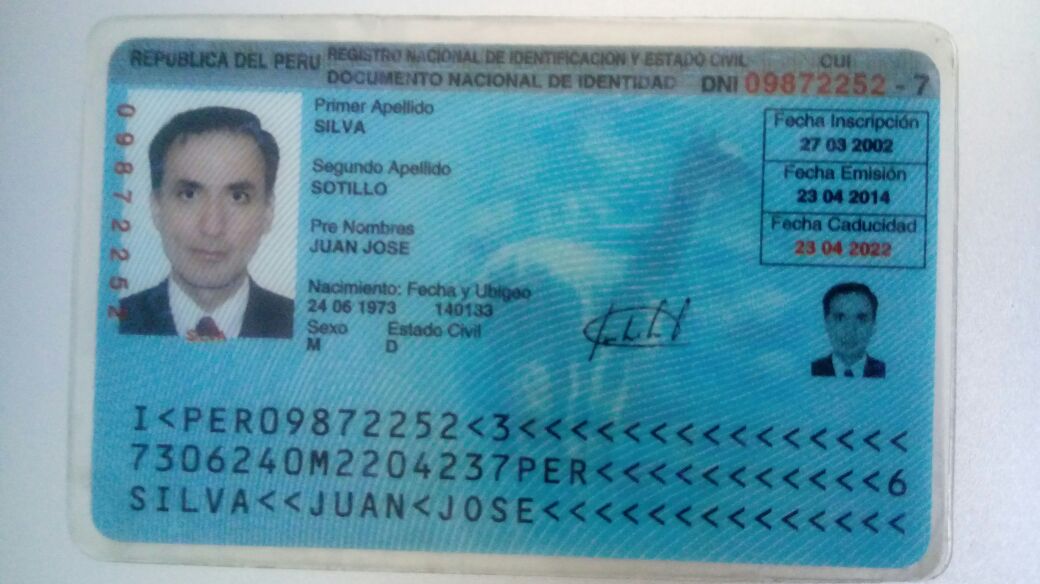 REPUBLICA DEL PERU REGISTRO NACIONAL DE IDENTIFICACION Y ESTADO CIVIL CUI
DOCUMENTO NACIONAL DE IDENTIDAD DNI 09872252 - 7
09872252
Primer Apellido
SILVA
Segundo Apellido
SOTILLO
Pre Nombres
JUAN JOSE
Nacimiento: Fecha y Ubigeo
24 06 1973 140133
Sexo Estado Civil
M D
Fecha Inscripción
27 03 2002
Fecha Emisión
23 04 2014
Fecha Caducidad
23 04 2022
I<PER09872252<3<<<<<<<<<<<<<<<
7306240M2204237PER<<<<<<<<<<<6
SILVA<<JUAN<JOSE<<<<<<<<<<<<<<